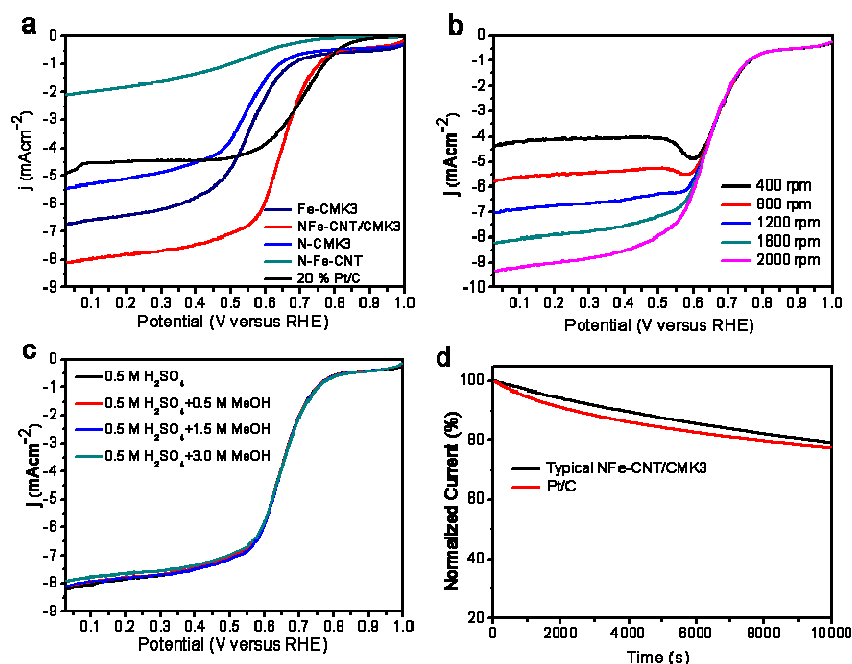 a
0
-1
-2
-3
-4
-5
-6
-7
-8
-9
j (mAcm⁻²)
Fe-CMK3
NFe-CNT/CMK3
N-CMK3
N-Fe-CNT
20 % Pt/C
0.1 0.2 0.3 0.4 0.5 0.6 0.7 0.8 0.9 1.0
Potential (V versus RHE)
b
0
-1
-2
-3
-4
-5
-6
-7
-8
-9
-10
j (mAcm⁻²)
400 rpm
800 rpm
1200 rpm
1600 rpm
2000 rpm
0.1 0.2 0.3 0.4 0.5 0.6 0.7 0.8 0.9 1.0
Potential (V versus RHE)
c
0
-1
-2
-3
-4
-5
-6
-7
-8
-9
j (mAcm⁻²)
0.5 M H₂SO₄
0.5 M H₂SO₄+0.5 M MeOH
0.5 M H₂SO₄+1.5 M MeOH
0.5 M H₂SO₄+3.0 M MeOH
0.1 0.2 0.3 0.4 0.5 0.6 0.7 0.8 0.9 1.0
Potential (V versus RHE)
d
100
80
60
40
20
Normalized Current (%)
Typical NFe-CNT/CMK3
Pt/C
0 2000 4000 6000 8000 10000
Time (s)